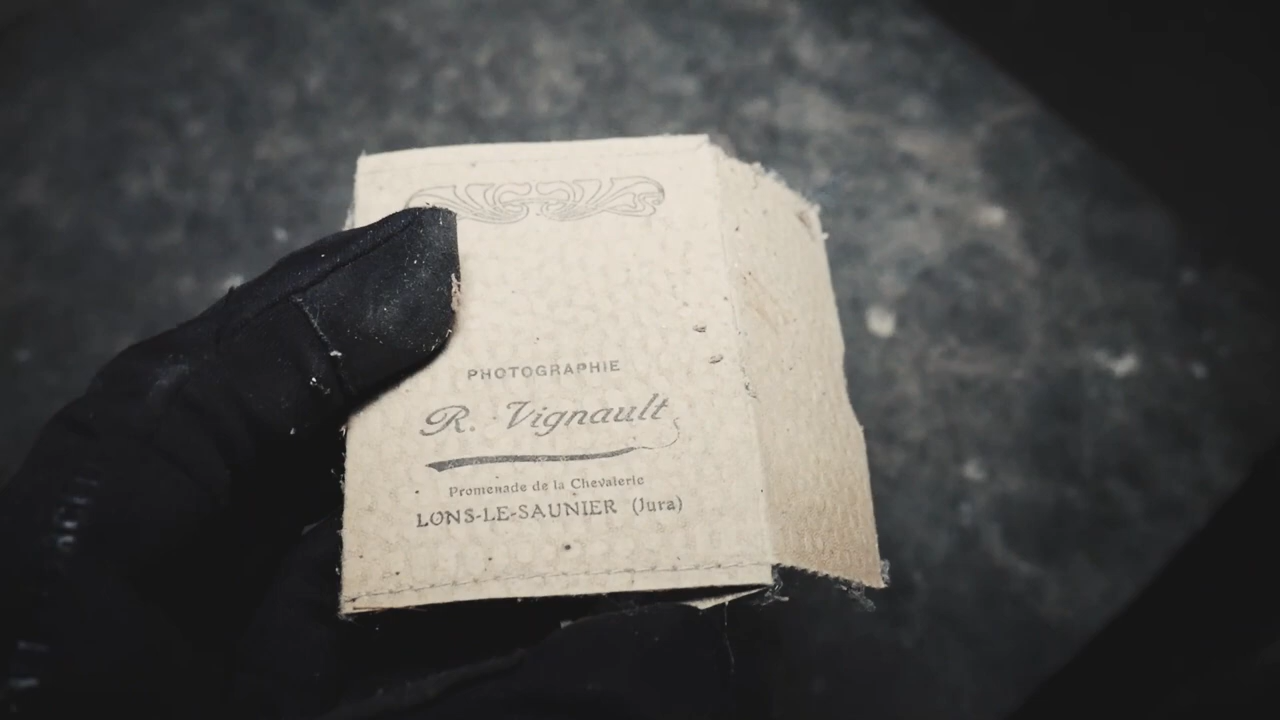 PHOTOGRAPHIE
R. Vignault
Promenade de la Chevalerie
LONS-LE-SAUNIER (Jura)